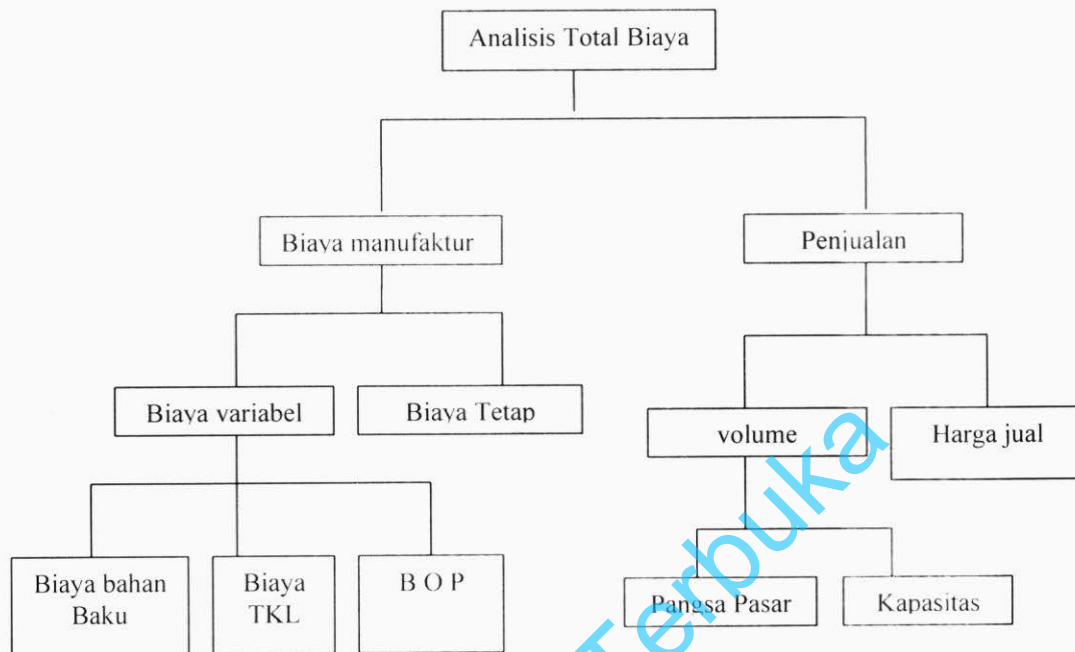 Analisis Total Biaya
Biaya manufaktur
Penjualan
Biaya variabel
Biaya Tetap
volume
Harga jual
Biaya bahan
Baku
Biaya
TKL
B O P
Pangsa Pasar
Kapasitas
Terbuka